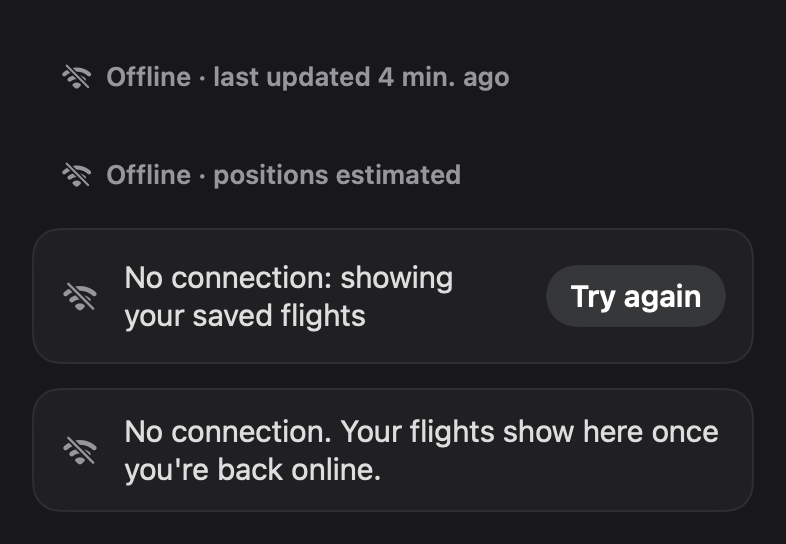 Offline · last updated 4 min. ago
Offline · positions estimated
No connection: showing
your saved flights
Try again
No connection. Your flights show here once
you're back online.